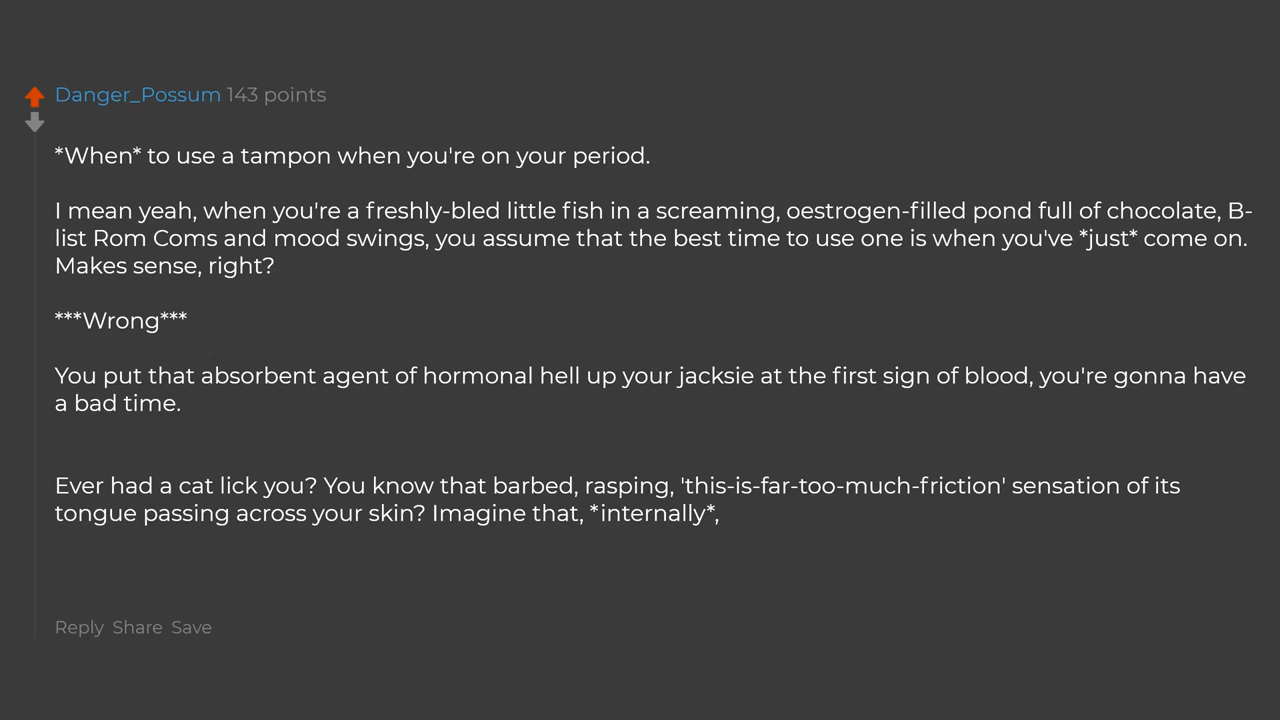 Danger_Possum 143 points
*When* to use a tampon when you're on your period.
I mean yeah, when you're a freshly-bled little fish in a screaming, oestrogen-filled pond full of chocolate, B-
list Rom Coms and mood swings, you assume that the best time to use one is when you've *just* come on.
Makes sense, right?
***Wrong***
You put that absorbent agent of hormonal hell up your jacksie at the first sign of blood, you're gonna have
a bad time.
Ever had a cat lick you? You know that barbed, rasping, 'this-is-far-too-much-friction' sensation of its
tongue passing across your skin? Imagine that, *internally*,
Reply Share Save